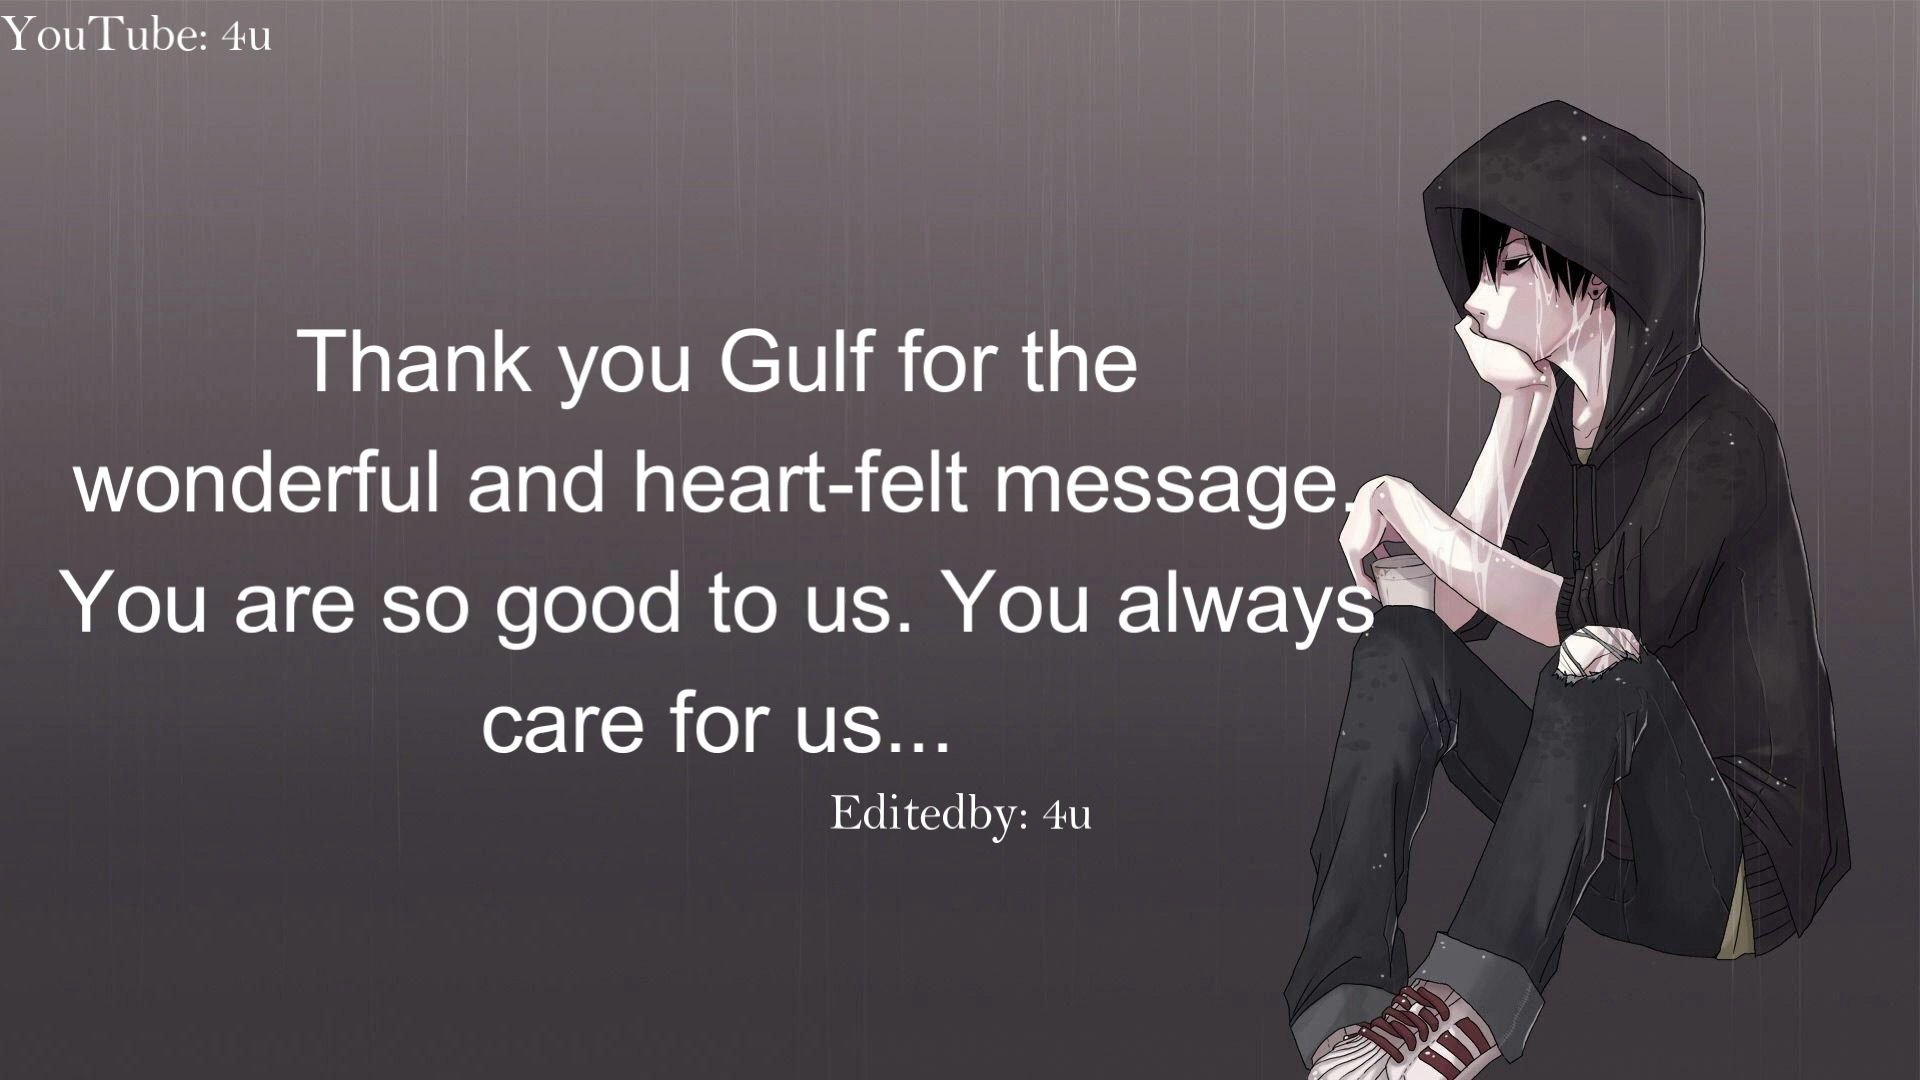 YouTube: 4u
Thank you Gulf for the
wonderful and heart-felt message.
You are so good to us. You always
care for us...
Editedby: 4u